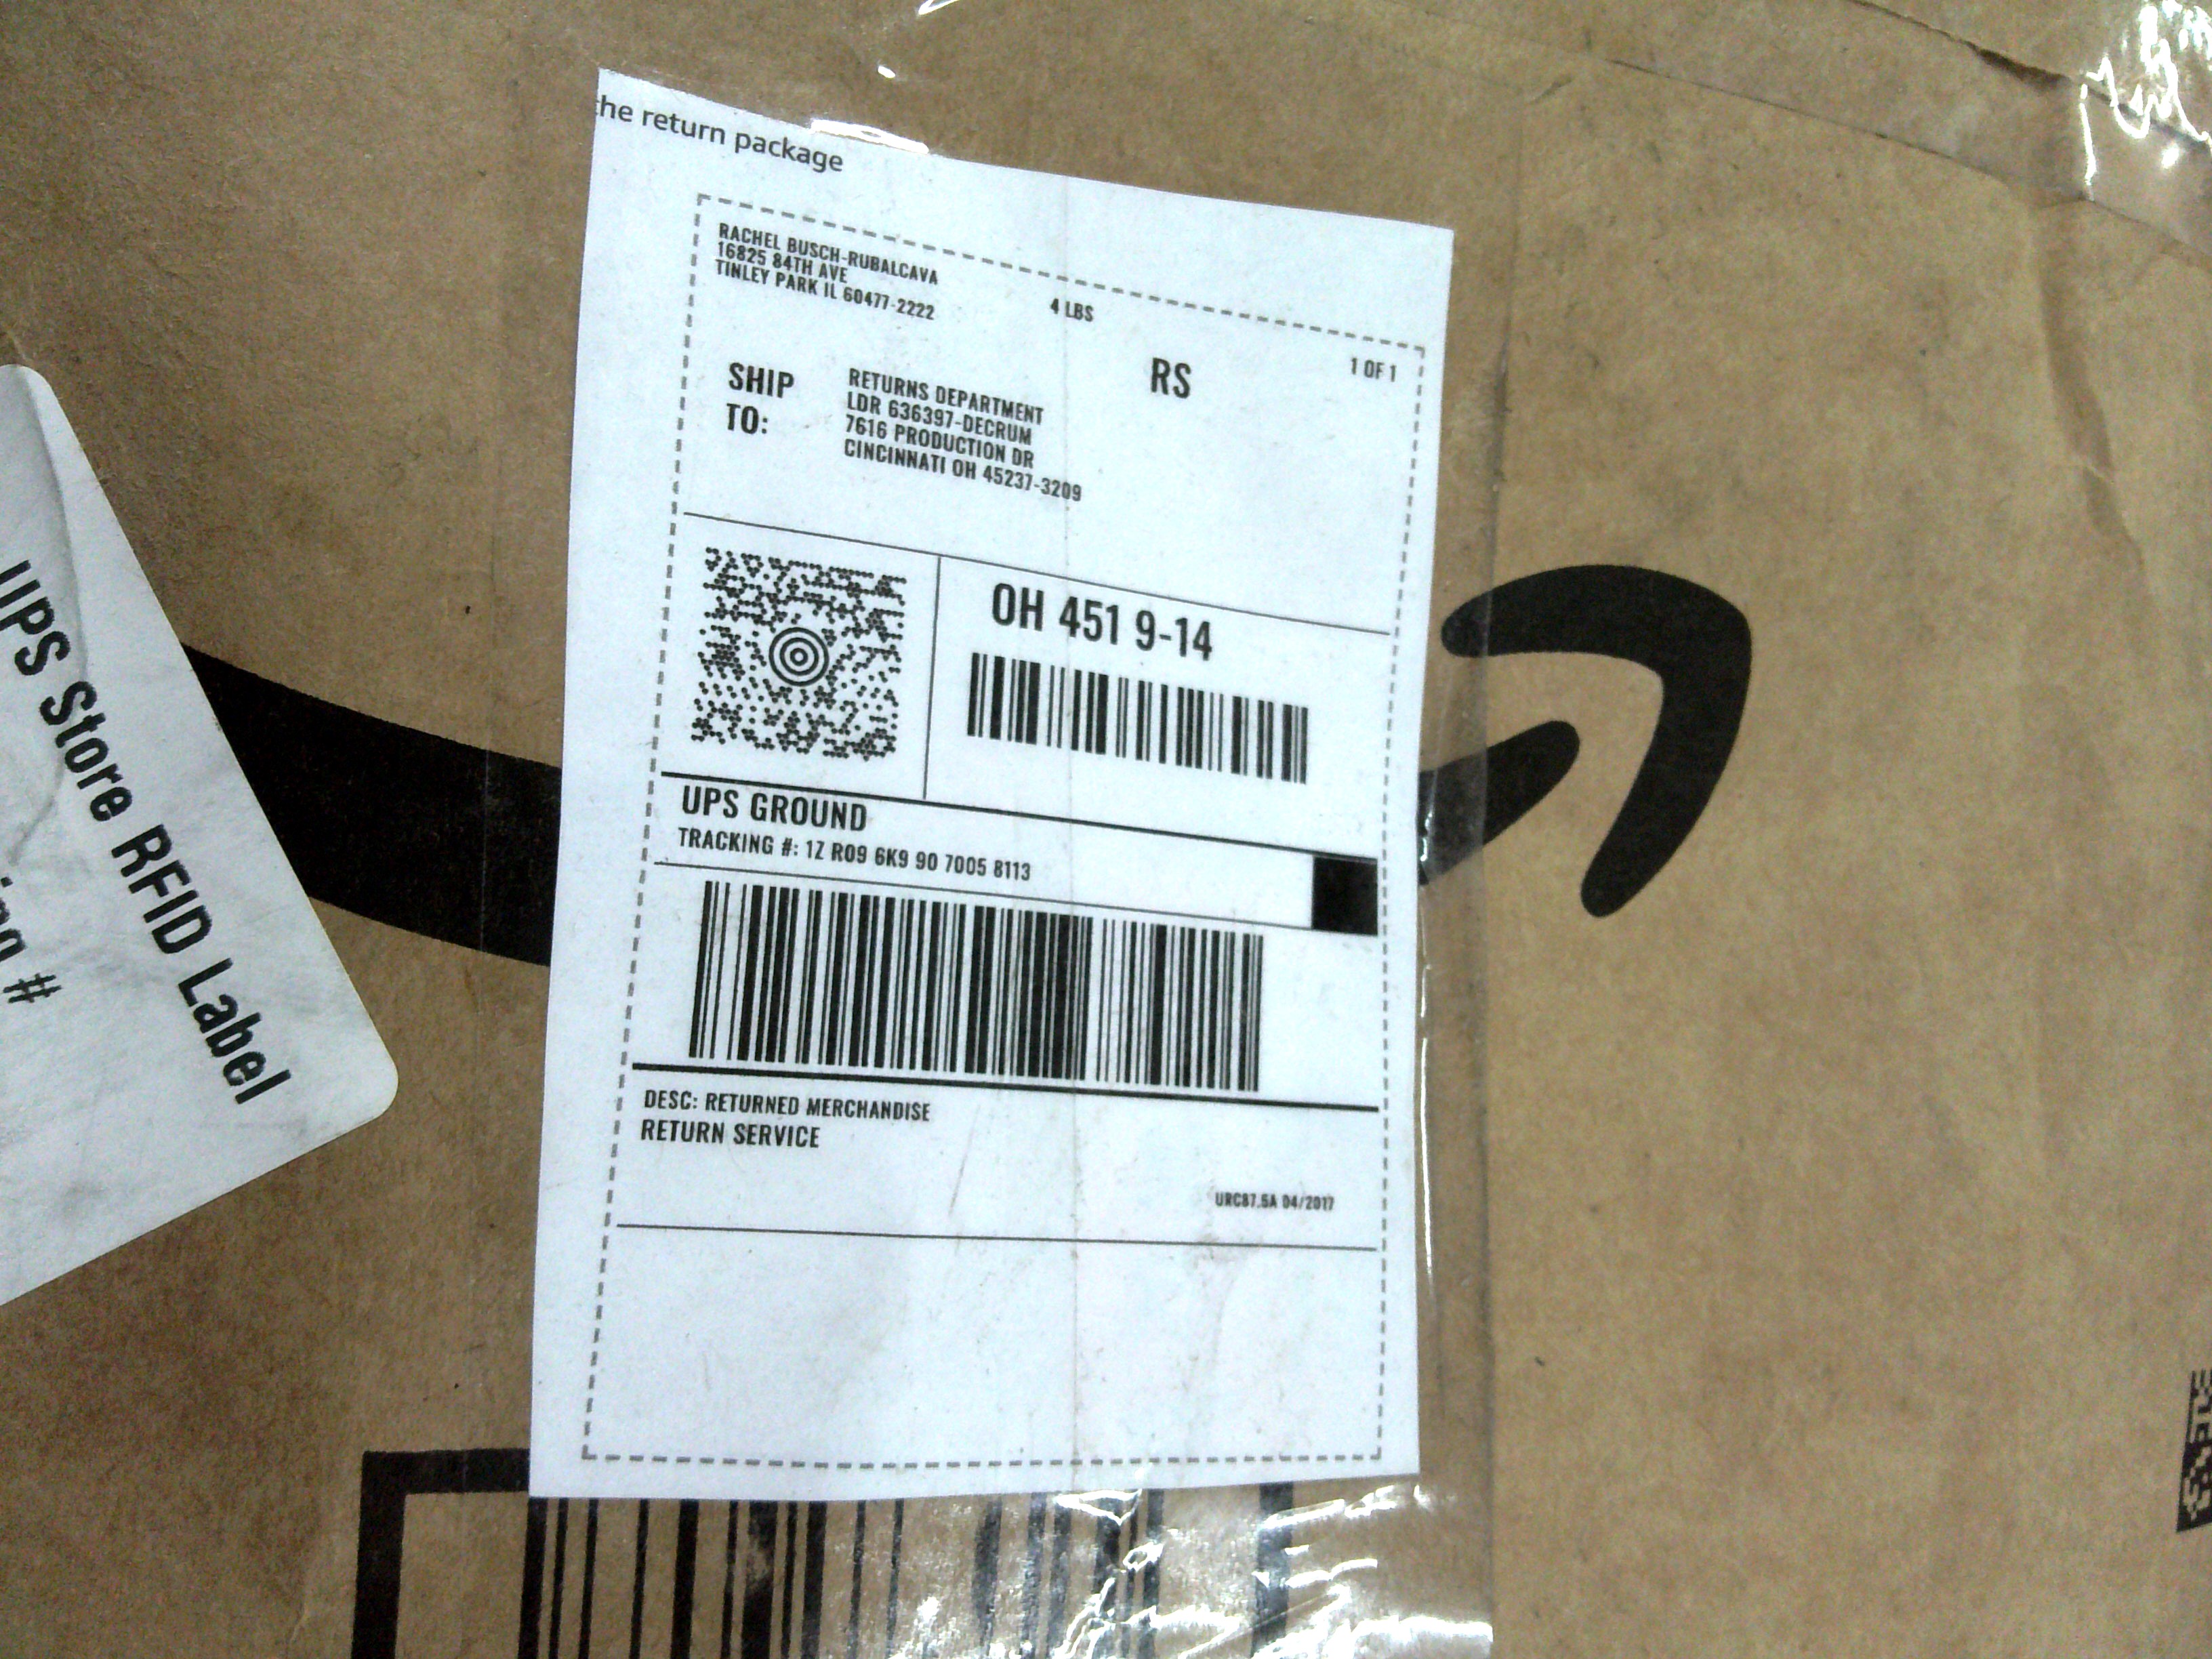 the return package
RACHEL BUSCH-RUBALCAVA
16825 84TH AVE
TINLEY PARK IL 60477-2222
4 LBS
1 OF 1
RS
SHIP
TO:
RETURNS DEPARTMENT
LDR 636397-DECRUM
7616 PRODUCTION DR
CINCINNATI OH 45237-3209
OH 451 9-14
UPS GROUND
TRACKING #: 1Z R09 6K9 90 7005 8113
DESC: RETURNED MERCHANDISE
RETURN SERVICE
URC87.5A 04/2017
UPS Store RFID Label
#